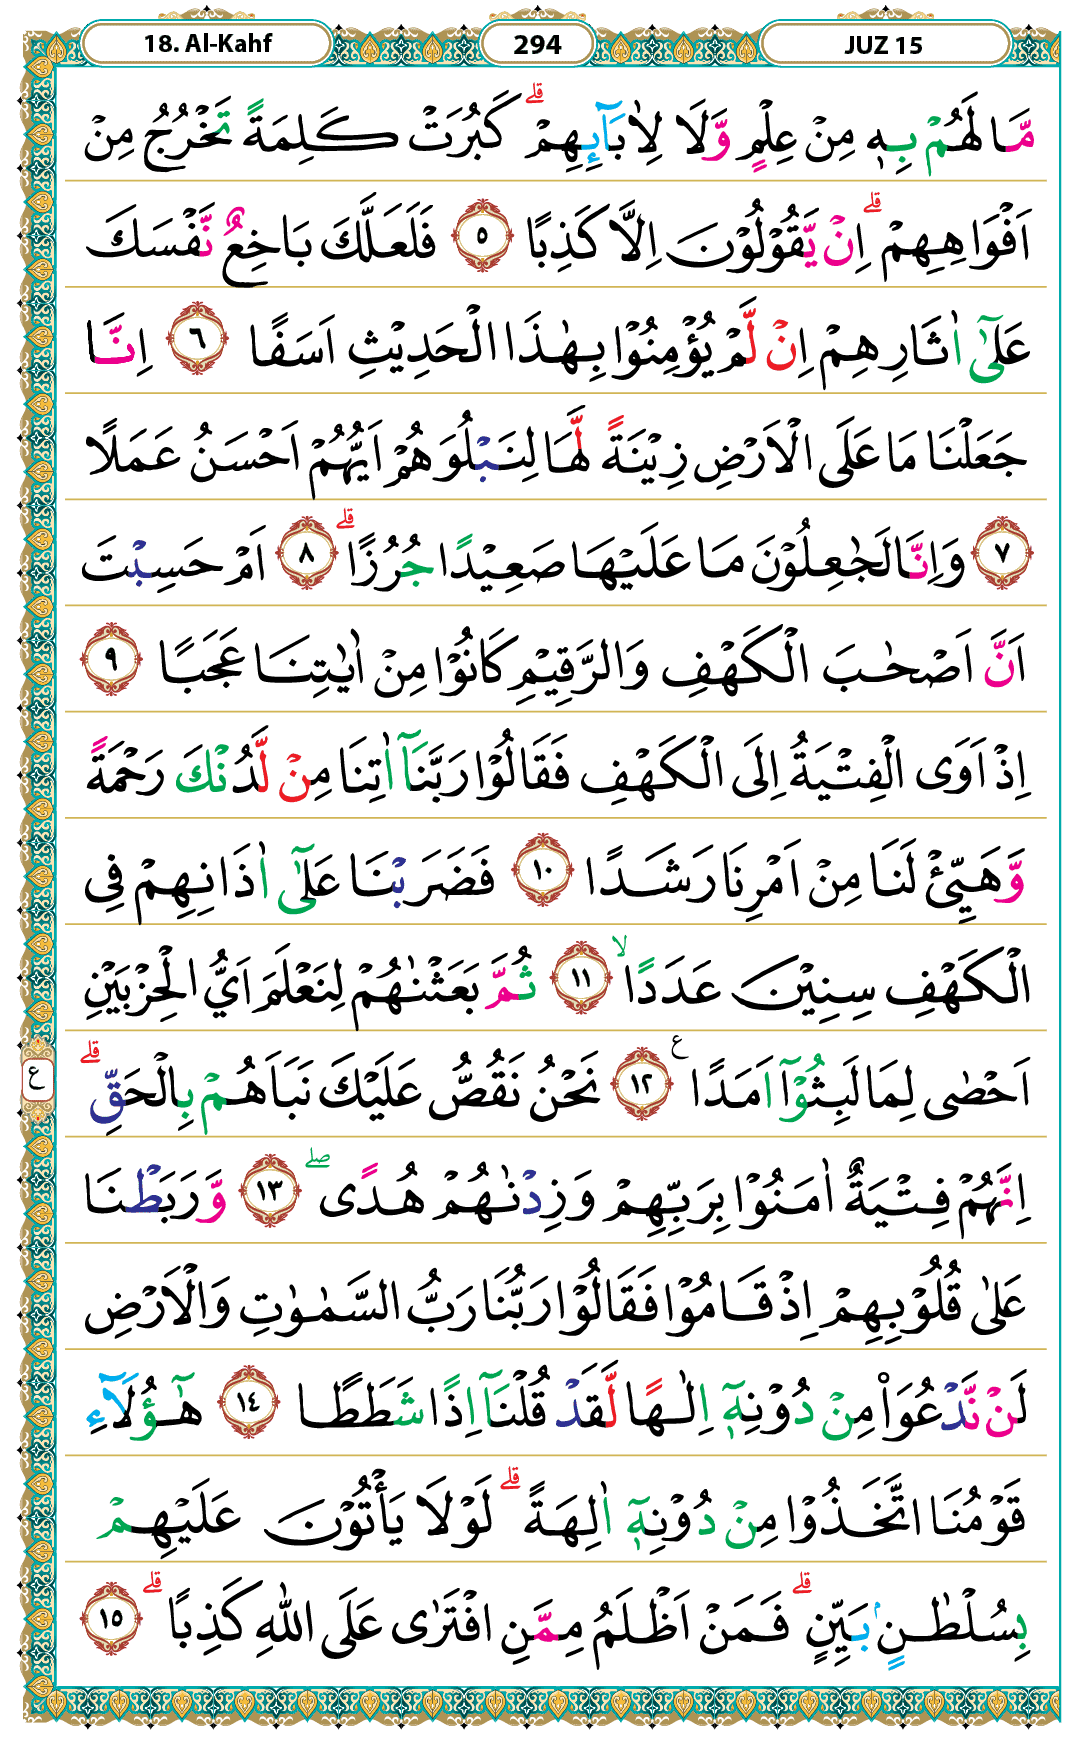 18. Al-Kahf
294
JUZ 15
مَّا لَهُمْ بِهٖ مِنْ عِلْمٍ وَّلَا لِاٰبَاۤىِٕهِمْۗ كَبُرَتْ كَلِمَةً تَخْرُجُ مِنْ
اَفْوَاهِهِمْۗ اِنْ يَّقُوْلُوْنَ اِلَّا كَذِبًا ٥ فَلَعَلَّكَ بَاخِعٌ نَّفْسَكَ
عَلٰٓى اٰثَارِهِمْ اِنْ لَّمْ يُؤْمِنُوْا بِهٰذَا الْحَدِيْثِ اَسَفًا ٦ اِنَّا
جَعَلْنَا مَا عَلَى الْاَرْضِ زِيْنَةً لَّهَا لِنَبْلُوَهُمْ اَيُّهُمْ اَحْسَنُ عَمَلًا
٧ وَاِنَّا لَجٰعِلُوْنَ مَا عَلَيْهَا صَعِيْدًا جُرُزًاۗ ٨ اَمْ حَسِبْتَ
اَنَّ اَصْحٰبَ الْكَهْفِ وَالرَّقِيْمِ كَانُوْا مِنْ اٰيٰتِنَا عَجَبًا ٩
اِذْ اَوَى الْفِتْيَةُ اِلَى الْكَهْفِ فَقَالُوْا رَبَّنَآ اٰتِنَا مِنْ لَّدُنْكَ رَحْمَةً
وَّهَيِّئْ لَنَا مِنْ اَمْرِنَا رَشَدًا ١٠ فَضَرَبْنَا عَلٰٓى اٰذَانِهِمْ فِى
الْكَهْفِ سِنِيْنَ عَدَدًاۙ ١١ ثُمَّ بَعَثْنٰهُمْ لِنَعْلَمَ اَيُّ الْحِزْبَيْنِ
اَحْصٰى لِمَا لَبِثُوْٓا اَمَدًا ع ١٢ نَحْنُ نَقُصُّ عَلَيْكَ نَبَاَهُمْ بِالْحَقِّۗ
ع
اِنَّهُمْ فِتْيَةٌ اٰمَنُوْا بِرَبِّهِمْ وَزِدْنٰهُمْ هُدًىۖ ١٣ وَّرَبَطْنَا
عَلٰى قُلُوْبِهِمْ اِذْ قَامُوْا فَقَالُوْا رَبُّنَا رَبُّ السَّمٰوٰتِ وَالْاَرْضِ
لَنْ نَّدْعُوَا۟ مِنْ دُوْنِهٖٓ اِلٰهًا لَّقَدْ قُلْنَآ اِذًا شَطَطًا ١٤ هٰٓؤُلَاۤءِ
قَوْمُنَا اتَّخَذُوْا مِنْ دُوْنِهٖٓ اٰلِهَةًۗ لَوْلَا يَأْتُوْنَ عَلَيْهِمْ
بِسُلْطٰنٍۢ بَيِّنٍۗ فَمَنْ اَظْلَمُ مِمَّنِ افْتَرٰى عَلَى اللّٰهِ كَذِبًاۗ ١٥